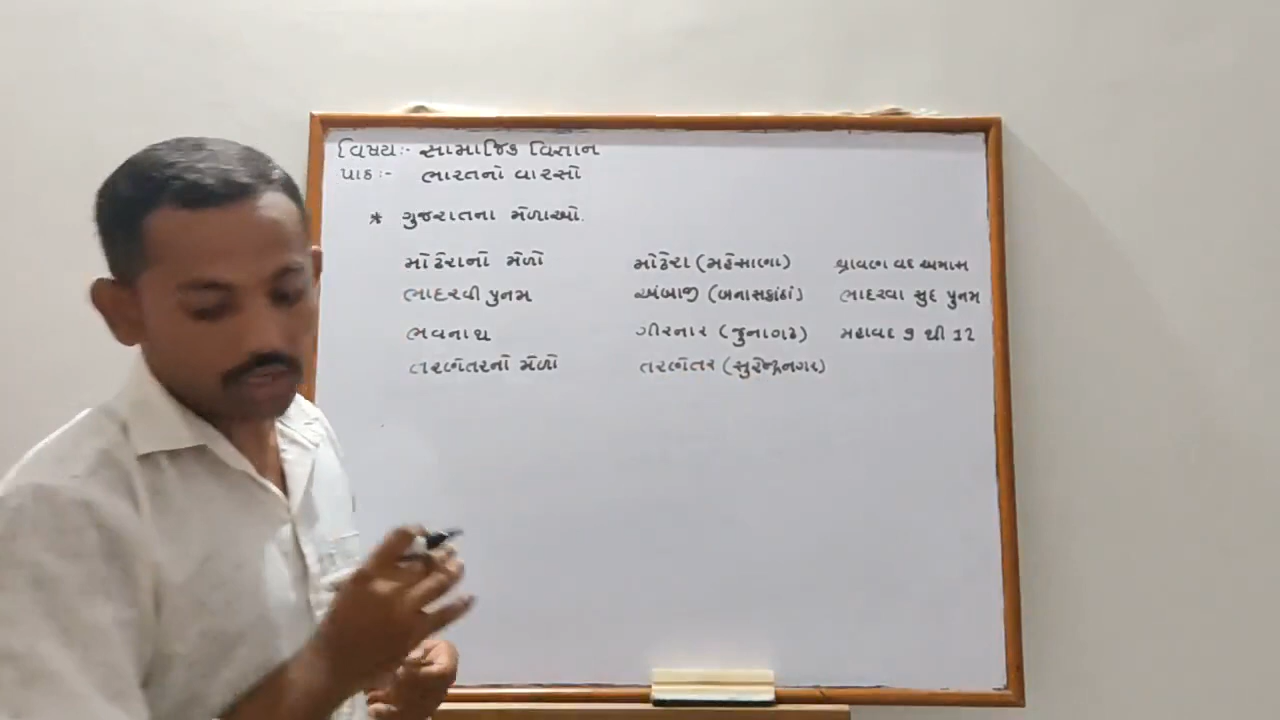 વિષય:- સામાજિક વિજ્ઞાન
પાઠ:- ભારતનો વારસો
* ગુજરાતના મેળાઓ.
મોઢેરાનો મેળો મોઢેરા (મહેસાણા) શ્રાવણ વદ અમાસ
ભાદરવી પુનમ અંબાજી (બનાસકાંઠાં) ભાદરવા સુદ પુનમ
ભવનાથ ગીરનાર (જુનાગઢ) મહાવદ 9 થી 12
તરણેતરનો મેળો તરણેતર (સુરેન્દ્રનગર)